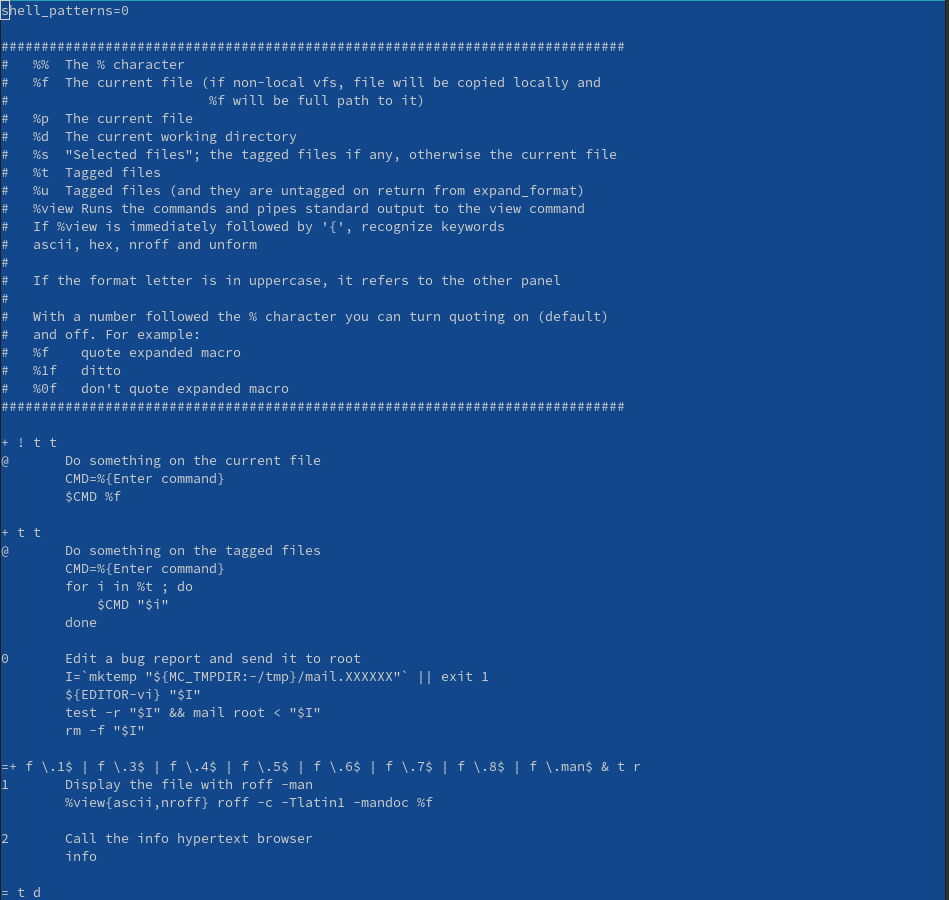 shell_patterns=0

##############################################################################
#   %%  The % character
#   %f  The current file (if non-local vfs, file will be copied locally and
#                         %f will be full path to it)
#   %p  The current file
#   %d  The current working directory
#   %s  "Selected files"; the tagged files if any, otherwise the current file
#   %t  Tagged files
#   %u  Tagged files (and they are untagged on return from expand_format)
#   %view Runs the commands and pipes standard output to the view command
#   If %view is immediately followed by '{', recognize keywords
#   ascii, hex, nroff and unform
#
#   If the format letter is in uppercase, it refers to the other panel
#
#   With a number followed the % character you can turn quoting on (default)
#   and off. For example:
#   %f    quote expanded macro
#   %1f   ditto
#   %0f   don't quote expanded macro
##############################################################################

+ ! t t
@       Do something on the current file
        CMD=%{Enter command}
        $CMD %f

+ t t
@       Do something on the tagged files
        CMD=%{Enter command}
        for i in %t ; do
            $CMD "$i"
        done

0       Edit a bug report and send it to root
        I=`mktemp "${MC_TMPDIR:-/tmp}/mail.XXXXXX"` || exit 1
        ${EDITOR-vi} "$I"
        test -r "$I" && mail root < "$I"
        rm -f "$I"

=+ f \.1$ | f \.3$ | f \.4$ | f \.5$ | f \.6$ | f \.7$ | f \.8$ | f \.man$ & t r
1       Display the file with roff -man
        %view{ascii,nroff} roff -c -Tlatin1 -mandoc %f

2       Call the info hypertext browser
        info

= t d